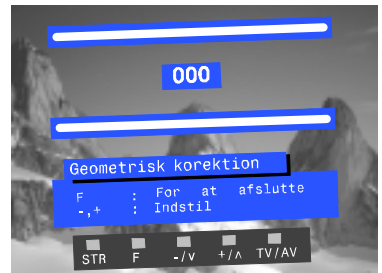 000
Geometrisk korektion
F : For at afslutte
-,+ : Indstil
STR F -/∨ +/∧ TV/AV